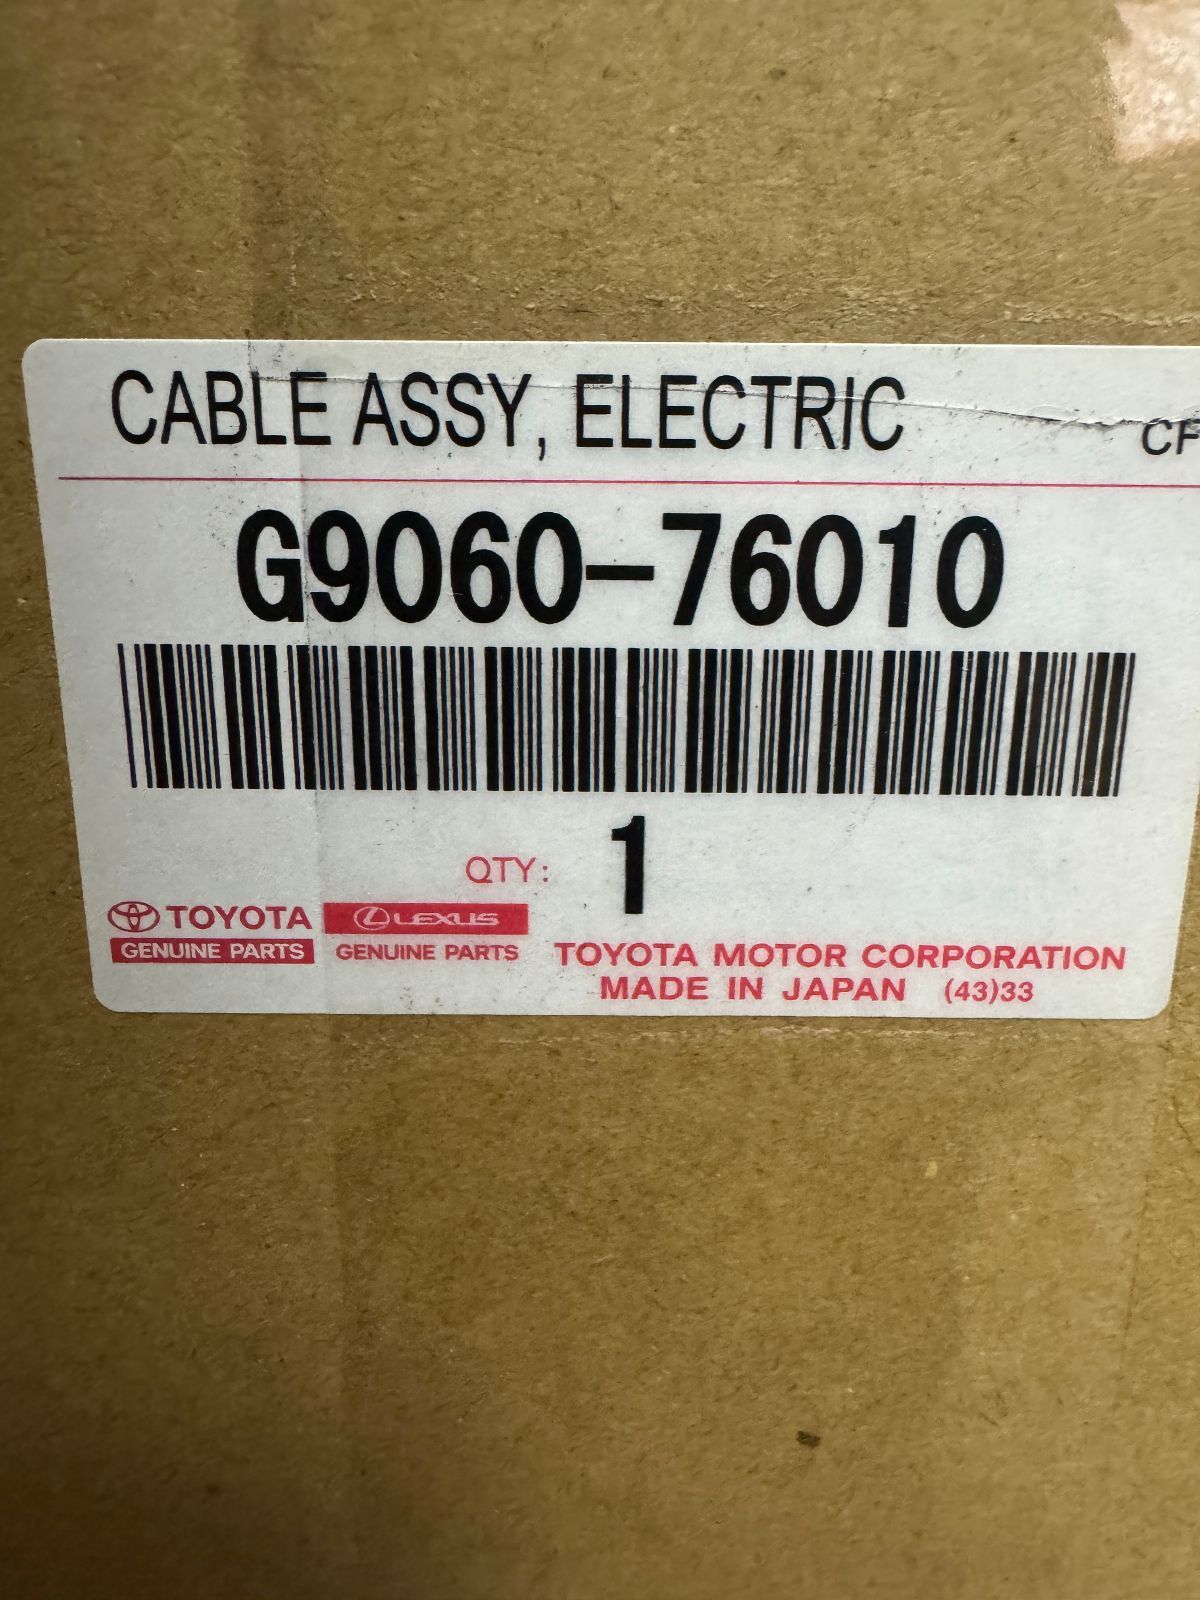 CABLE ASSY, ELECTRIC
CF
G9060-76010
QTY: 1
TOYOTA
GENUINE PARTS
LEXUS
GENUINE PARTS
TOYOTA MOTOR CORPORATION
MADE IN JAPAN (43)33